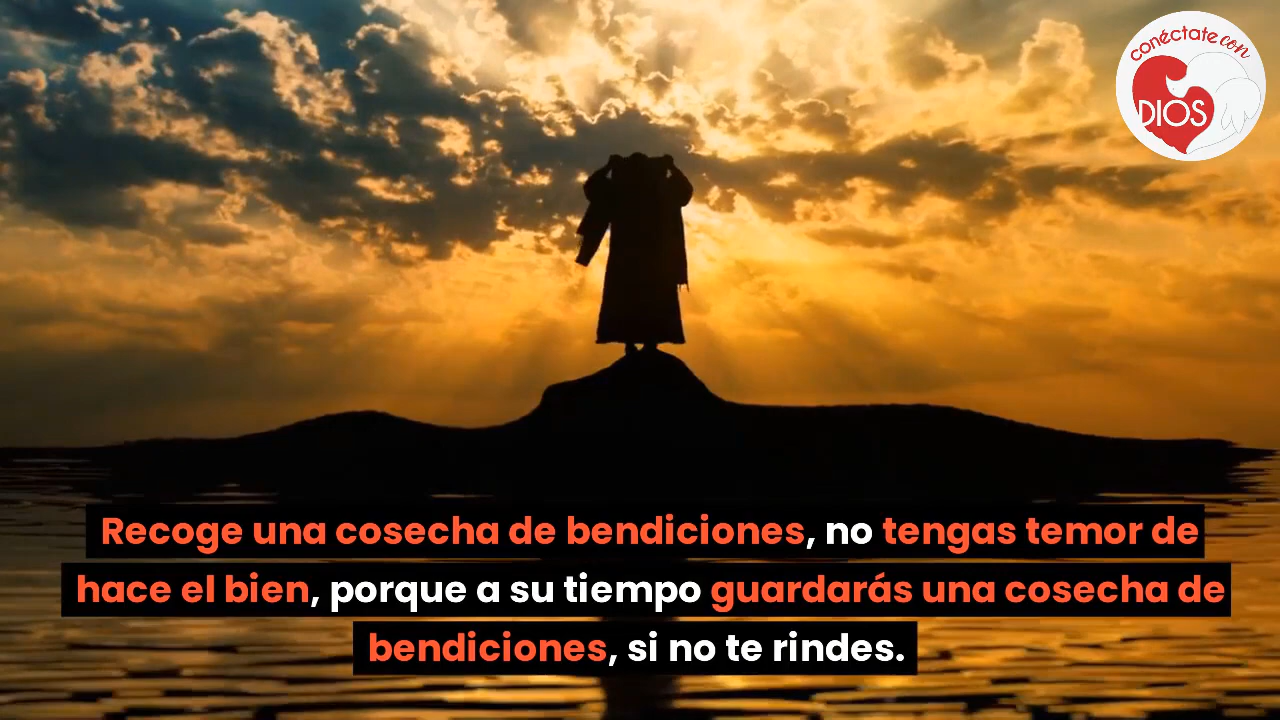 conéctate con
DIOS
Recoge una cosecha de bendiciones, no tengas temor de
hace el bien, porque a su tiempo guardarás una cosecha de
bendiciones, si no te rindes.